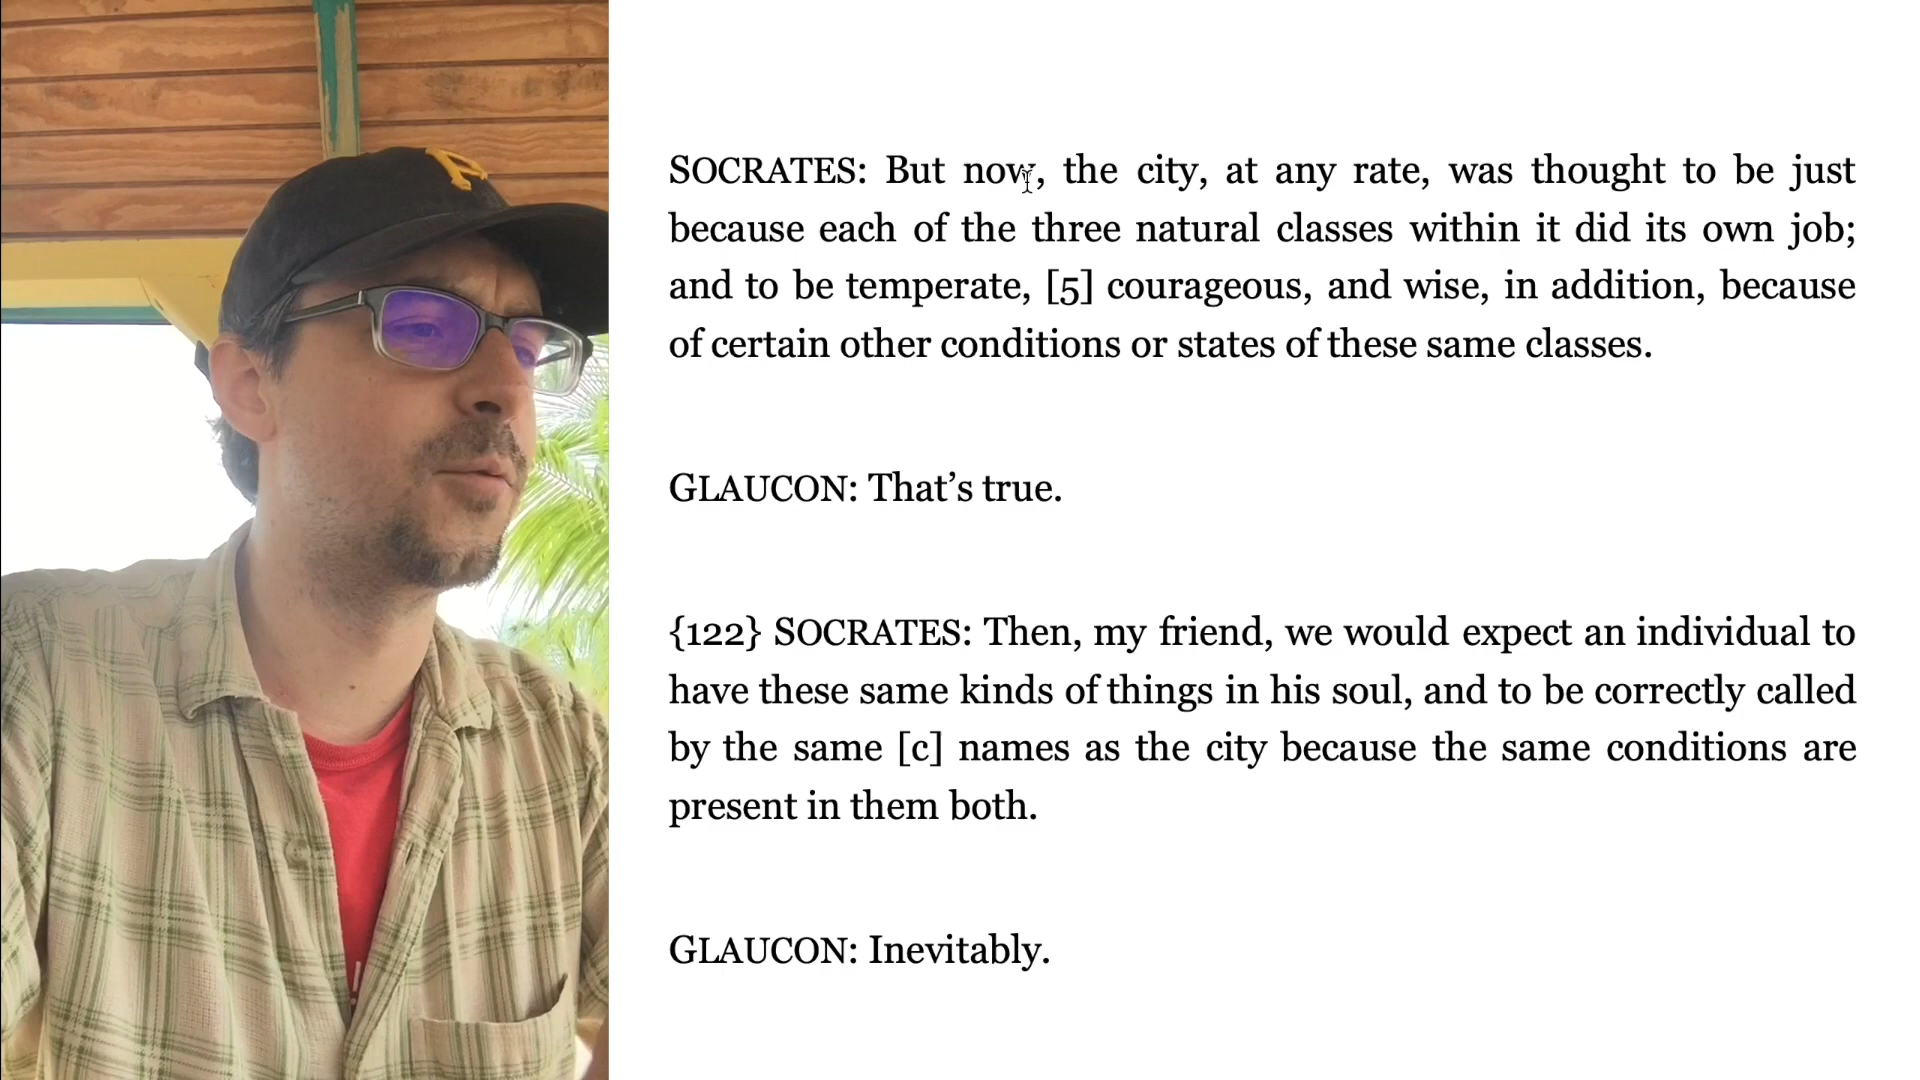 P
SOCRATES: But now, the city, at any rate, was thought to be just
because each of the three natural classes within it did its own job;
and to be temperate, [5] courageous, and wise, in addition, because
of certain other conditions or states of these same classes.
GLAUCON: That’s true.
{122} SOCRATES: Then, my friend, we would expect an individual to
have these same kinds of things in his soul, and to be correctly called
by the same [c] names as the city because the same conditions are
present in them both.
GLAUCON: Inevitably.